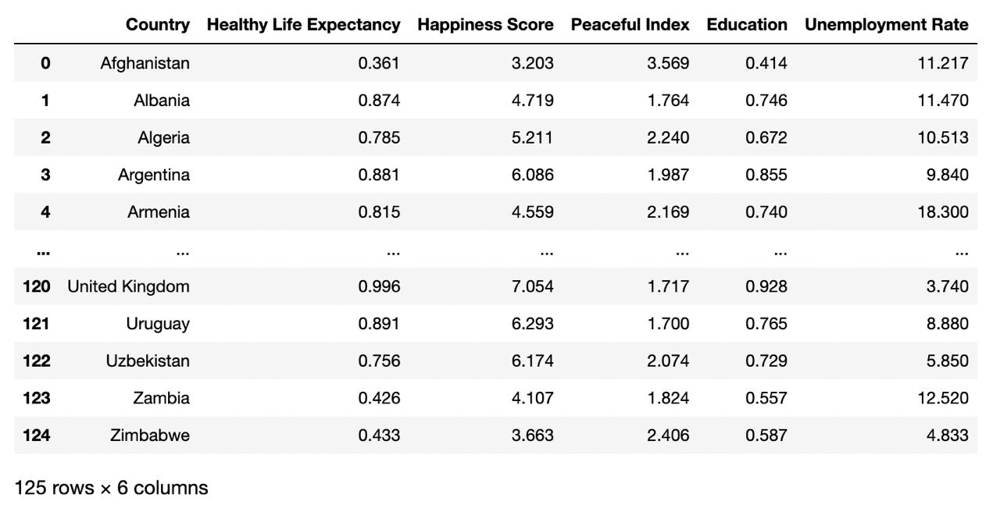 Country Healthy Life Expectancy Happiness Score Peaceful Index Education Unemployment Rate
0 Afghanistan 0.361 3.203 3.569 0.414 11.217
1 Albania 0.874 4.719 1.764 0.746 11.470
2 Algeria 0.785 5.211 2.240 0.672 10.513
3 Argentina 0.881 6.086 1.987 0.855 9.840
4 Armenia 0.815 4.559 2.169 0.740 18.300
... ... ... ... ... ... ...
120 United Kingdom 0.996 7.054 1.717 0.928 3.740
121 Uruguay 0.891 6.293 1.700 0.765 8.880
122 Uzbekistan 0.756 6.174 2.074 0.729 5.850
123 Zambia 0.426 4.107 1.824 0.557 12.520
124 Zimbabwe 0.433 3.663 2.406 0.587 4.833
125 rows × 6 columns